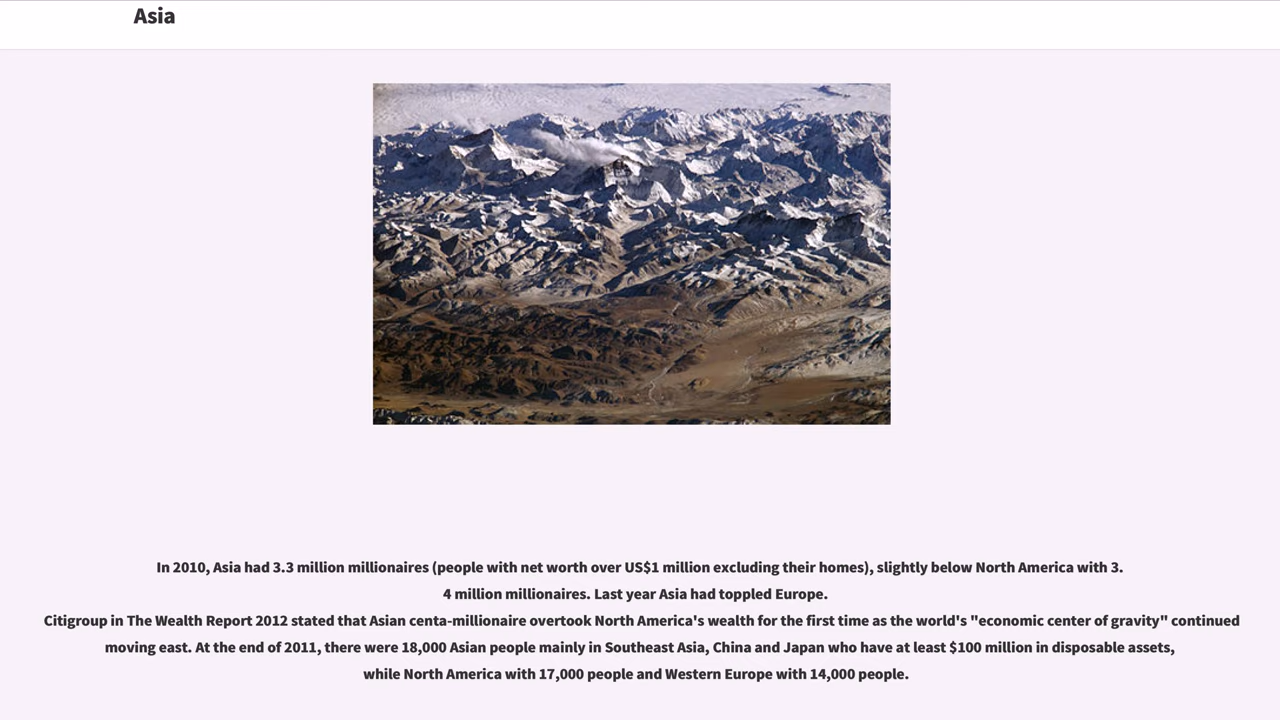 Asia
In 2010, Asia had 3.3 million millionaires (people with net worth over US$1 million excluding their homes), slightly below North America with 3.
4 million millionaires. Last year Asia had toppled Europe.
Citigroup in The Wealth Report 2012 stated that Asian centa-millionaire overtook North America's wealth for the first time as the world's "economic center of gravity" continued
moving east. At the end of 2011, there were 18,000 Asian people mainly in Southeast Asia, China and Japan who have at least $100 million in disposable assets,
while North America with 17,000 people and Western Europe with 14,000 people.